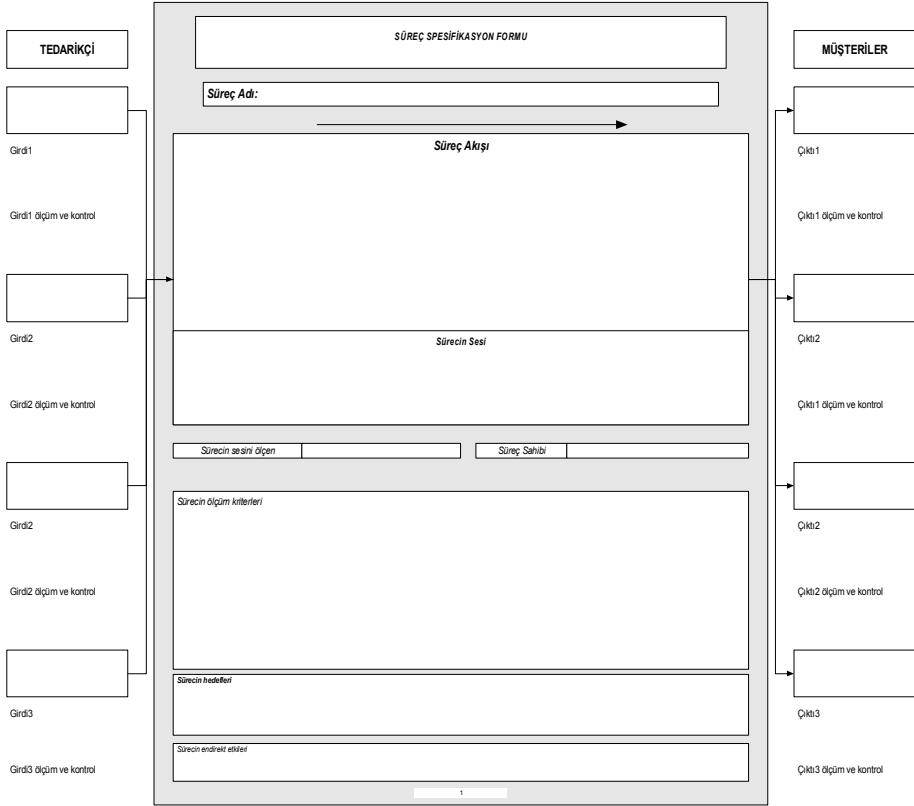 SÜREÇ SPESİFİKASYON FORMU
TEDARİKÇİ
MÜŞTERİLER
Süreç Adı:
Süreç Akışı
Girdi1
Çıktı1
Girdi1 ölçüm ve kontrol
Çıktı1 ölçüm ve kontrol
Girdi2
Sürecin Sesi
Çıktı2
Girdi2 ölçüm ve kontrol
Çıktı1 ölçüm ve kontrol
Sürecin sesini ölçen
Süreç Sahibi
Sürecin ölçüm kriterleri
Girdi2
Çıktı2
Girdi2 ölçüm ve kontrol
Çıktı2 ölçüm ve kontrol
Sürecin hedefleri
Girdi3
Çıktı3
Sürecin endirekt etkileri
Girdi3 ölçüm ve kontrol
Çıktı3 ölçüm ve kontrol
1